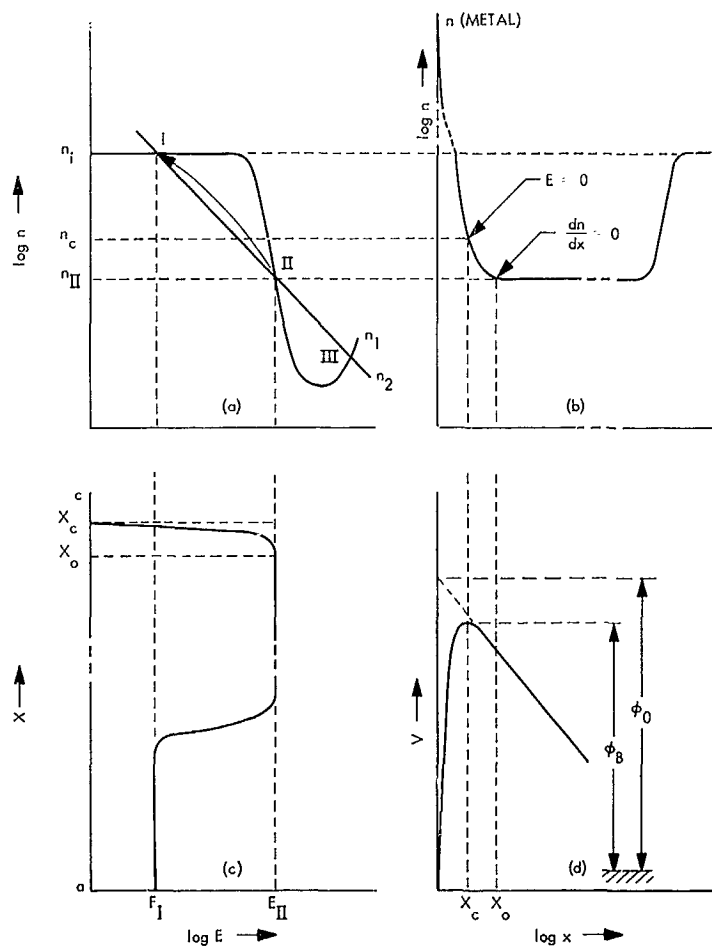 n (METAL)
log n
n_i
n_c
n_II
log n
I
II
III
n_1
n_2
(a)
E = 0
dn/dx = 0
(b)
c
X_c
X_o
X
a
(c)
E_I
E_II
log E
V
ϕ_B
ϕ_0
(d)
X_c
X_o
log x